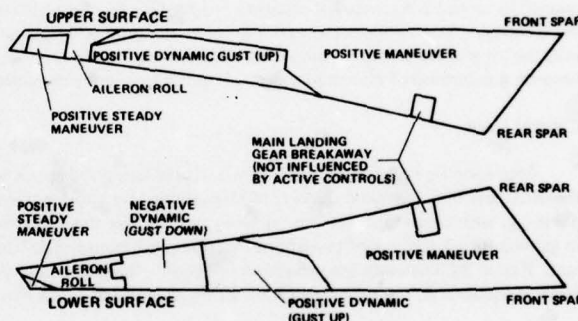 UPPER SURFACE
FRONT SPAR
POSITIVE DYNAMIC GUST (UP)
POSITIVE MANEUVER
AILERON ROLL
POSITIVE STEADY
MANEUVER
REAR SPAR
MAIN LANDING
GEAR BREAKAWAY
(NOT INFLUENCED
BY ACTIVE CONTROLS)
REAR SPAR
POSITIVE
STEADY
MANEUVER
NEGATIVE
DYNAMIC
(GUST DOWN)
AILERON
ROLL
POSITIVE MANEUVER
LOWER SURFACE
POSITIVE DYNAMIC
(GUST UP)
FRONT SPAR